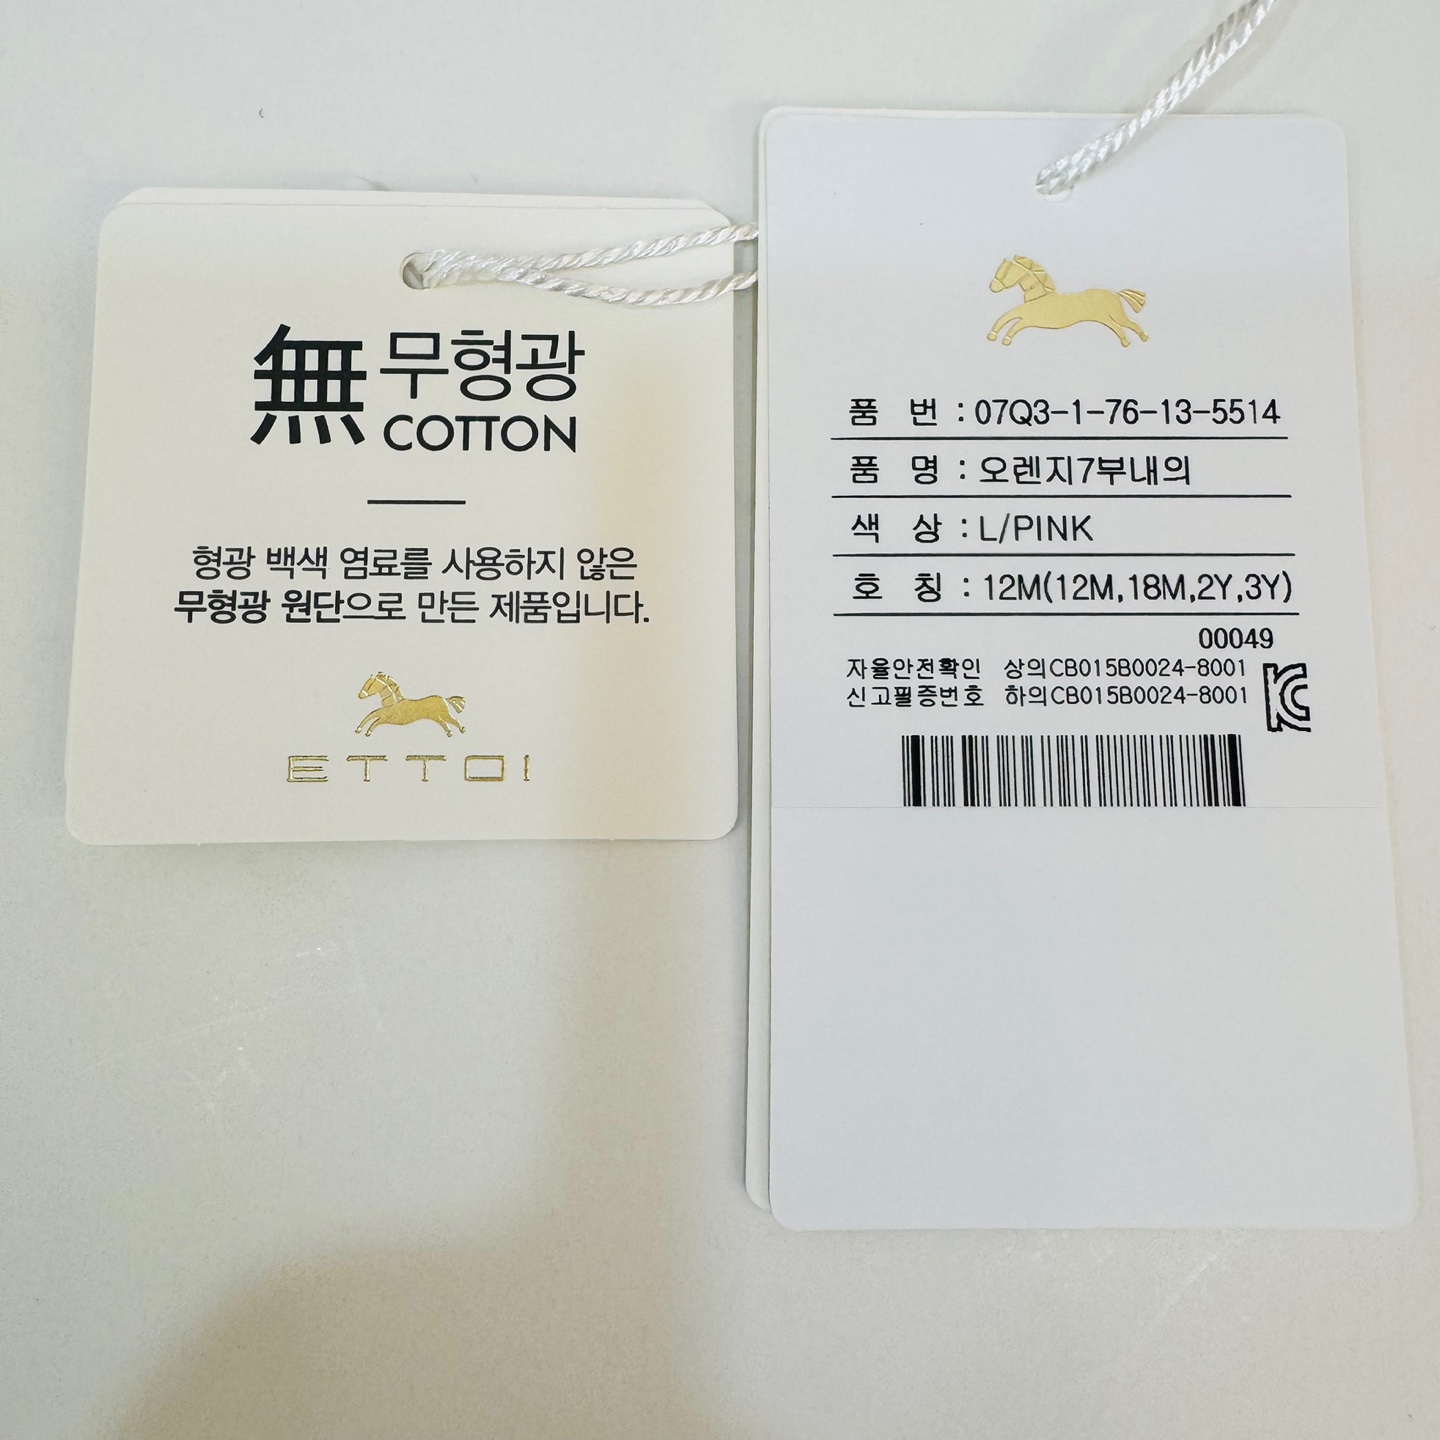 無 무형광
COTTON
형광 백색 염료를 사용하지 않은
무형광 원단으로 만든 제품입니다.
ETTOI
품 번 : 07Q3-1-76-13-5514
품 명 : 오렌지7부내의
색 상 : L/PINK
호 칭 : 12M(12M,18M,2Y,3Y)
00049
자율안전확인 상의CB015B0024-8001
신고필증번호 하의CB015B0024-8001